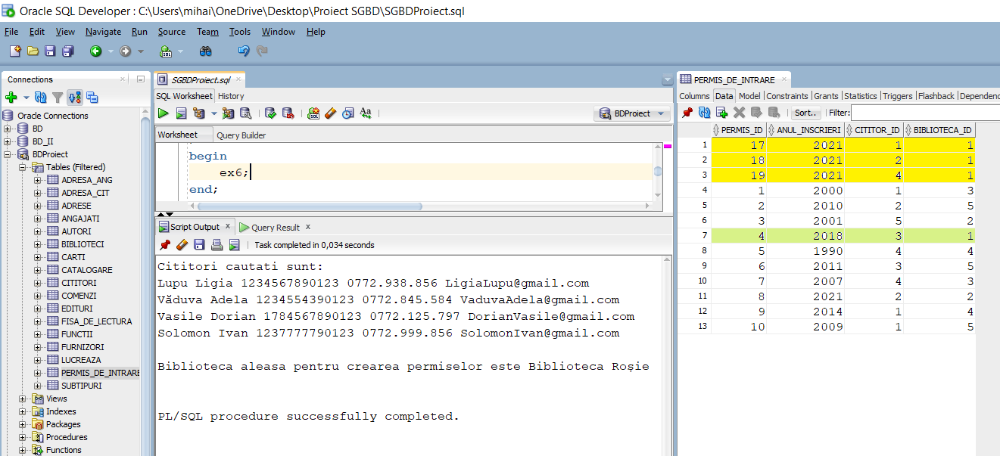 Oracle SQL Developer : C:\Users\mihai\OneDrive\Desktop\Proiect SGBD\SGBDProiect.sql
File Edit View Navigate Run Source Team Tools Window Help
Connections
Oracle Connections
BD
BD_II
BDProiect
Tables (Filtered)
ADRESA_ANG
ADRESA_CIT
ADRESE
ANGAJATI
AUTORI
BIBLIOTECI
CARTI
CATALOGARE
CITITORI
COMENZI
EDITURI
FISA_DE_LECTURA
FUNCTII
FURNIZORI
LUCREAZA
PERMIS_DE_INTRARE
SUBTIPURI
Views
Indexes
Packages
Procedures
Functions
SGBDProiect.sql
SQL Worksheet History
BDProiect
Worksheet Query Builder
begin
ex6;
end;
Script Output x Query Result x
Task completed in 0,034 seconds
Cititori cautati sunt:
Lupu Ligia 1234567890123 0772.938.856 LigiaLupu@gmail.com
Văduva Adela 1234554390123 0772.845.584 VaduvaAdela@gmail.com
Vasile Dorian 1784567890123 0772.125.797 DorianVasile@gmail.com
Solomon Ivan 1237777790123 0772.999.856 SolomonIvan@gmail.com
Biblioteca aleasa pentru crearea permiselor este Biblioteca Roșie
PL/SQL procedure successfully completed.
PERMIS_DE_INTRARE
Columns Data Model Constraints Grants Statistics Triggers Flashback Dependenc
Sort.. Filter:
PERMIS_ID ANUL_INSCRIERI CITITOR_ID BIBLIOTECA_ID
1 17 2021 1 1
2 18 2021 2 1
3 19 2021 4 1
4 1 2000 1 3
5 2 2010 2 5
6 3 2001 5 2
7 4 2018 3 1
8 5 1990 4 4
9 6 2011 3 5
10 7 2007 4 3
11 8 2021 2 2
12 9 2014 1 4
13 10 2009 1 5